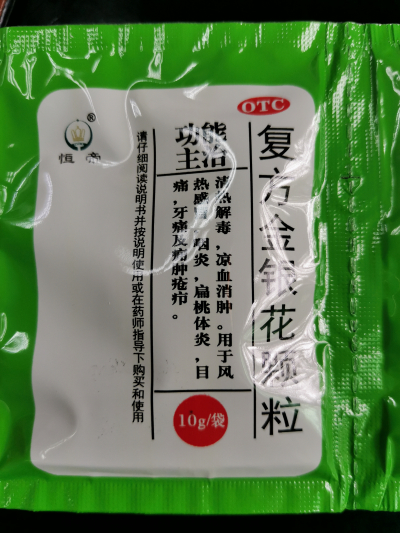 OTC
复方金银花颗粒
功能
主治
清热解毒，凉血消肿。用于风
热感冒，咽炎，扁桃体炎，目
痛，牙痛及痈肿疮疖。
10g/袋
请仔细阅读说明书并按说明使用或在药师指导下购买和使用
®
恒帝